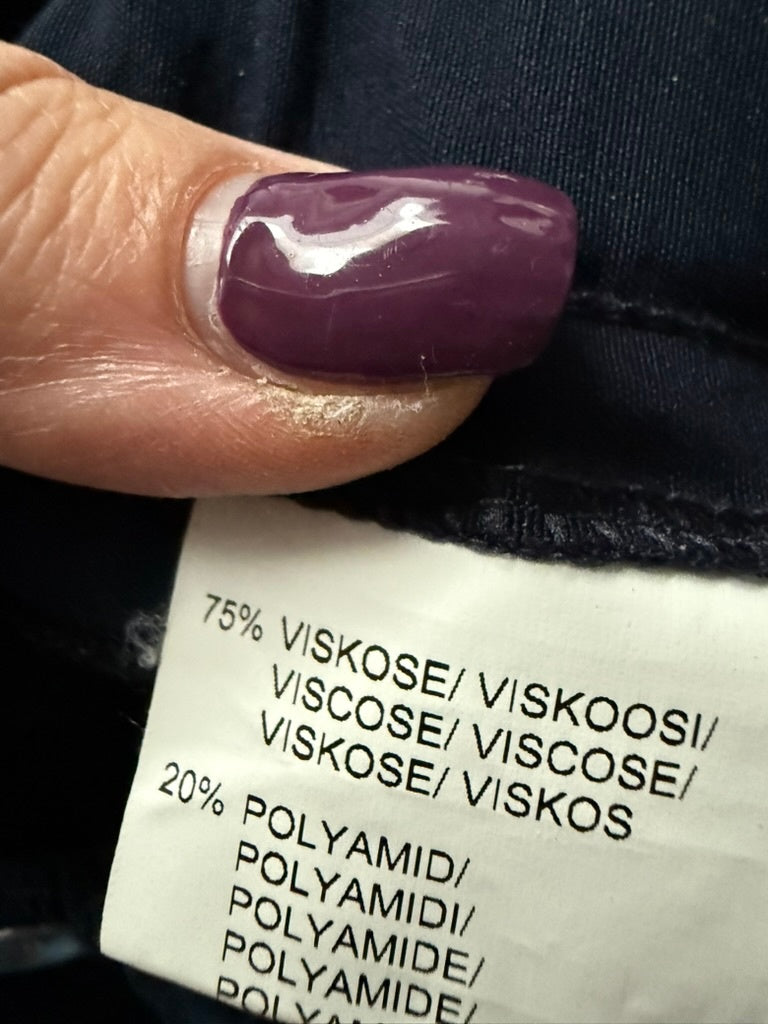 75% VISKOSE/ VISKOOSI/
VISCOSE/ VISCOSE/
VISKOSE/ VISKOS
20% POLYAMID/
POLYAMIDI/
POLYAMIDE/
POLYAMIDE/